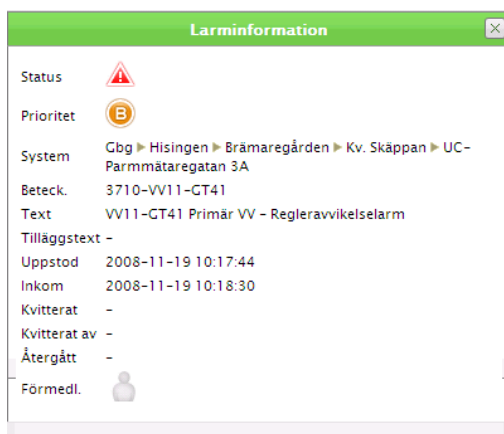 Larminformation
Status
Prioritet B
System Gbg ▶ Hisingen ▶ Brämaregården ▶ Kv. Skäppan ▶ UC-
Parmmätaregatan 3A
Beteck. 3710-VV11-GT41
Text VV11-GT41 Primär VV - Regleravvikelselarm
Tilläggstext -
Uppstod 2008-11-19 10:17:44
Inkom 2008-11-19 10:18:30
Kvitterat -
Kvitterat av -
Återgått -
Förmedl.